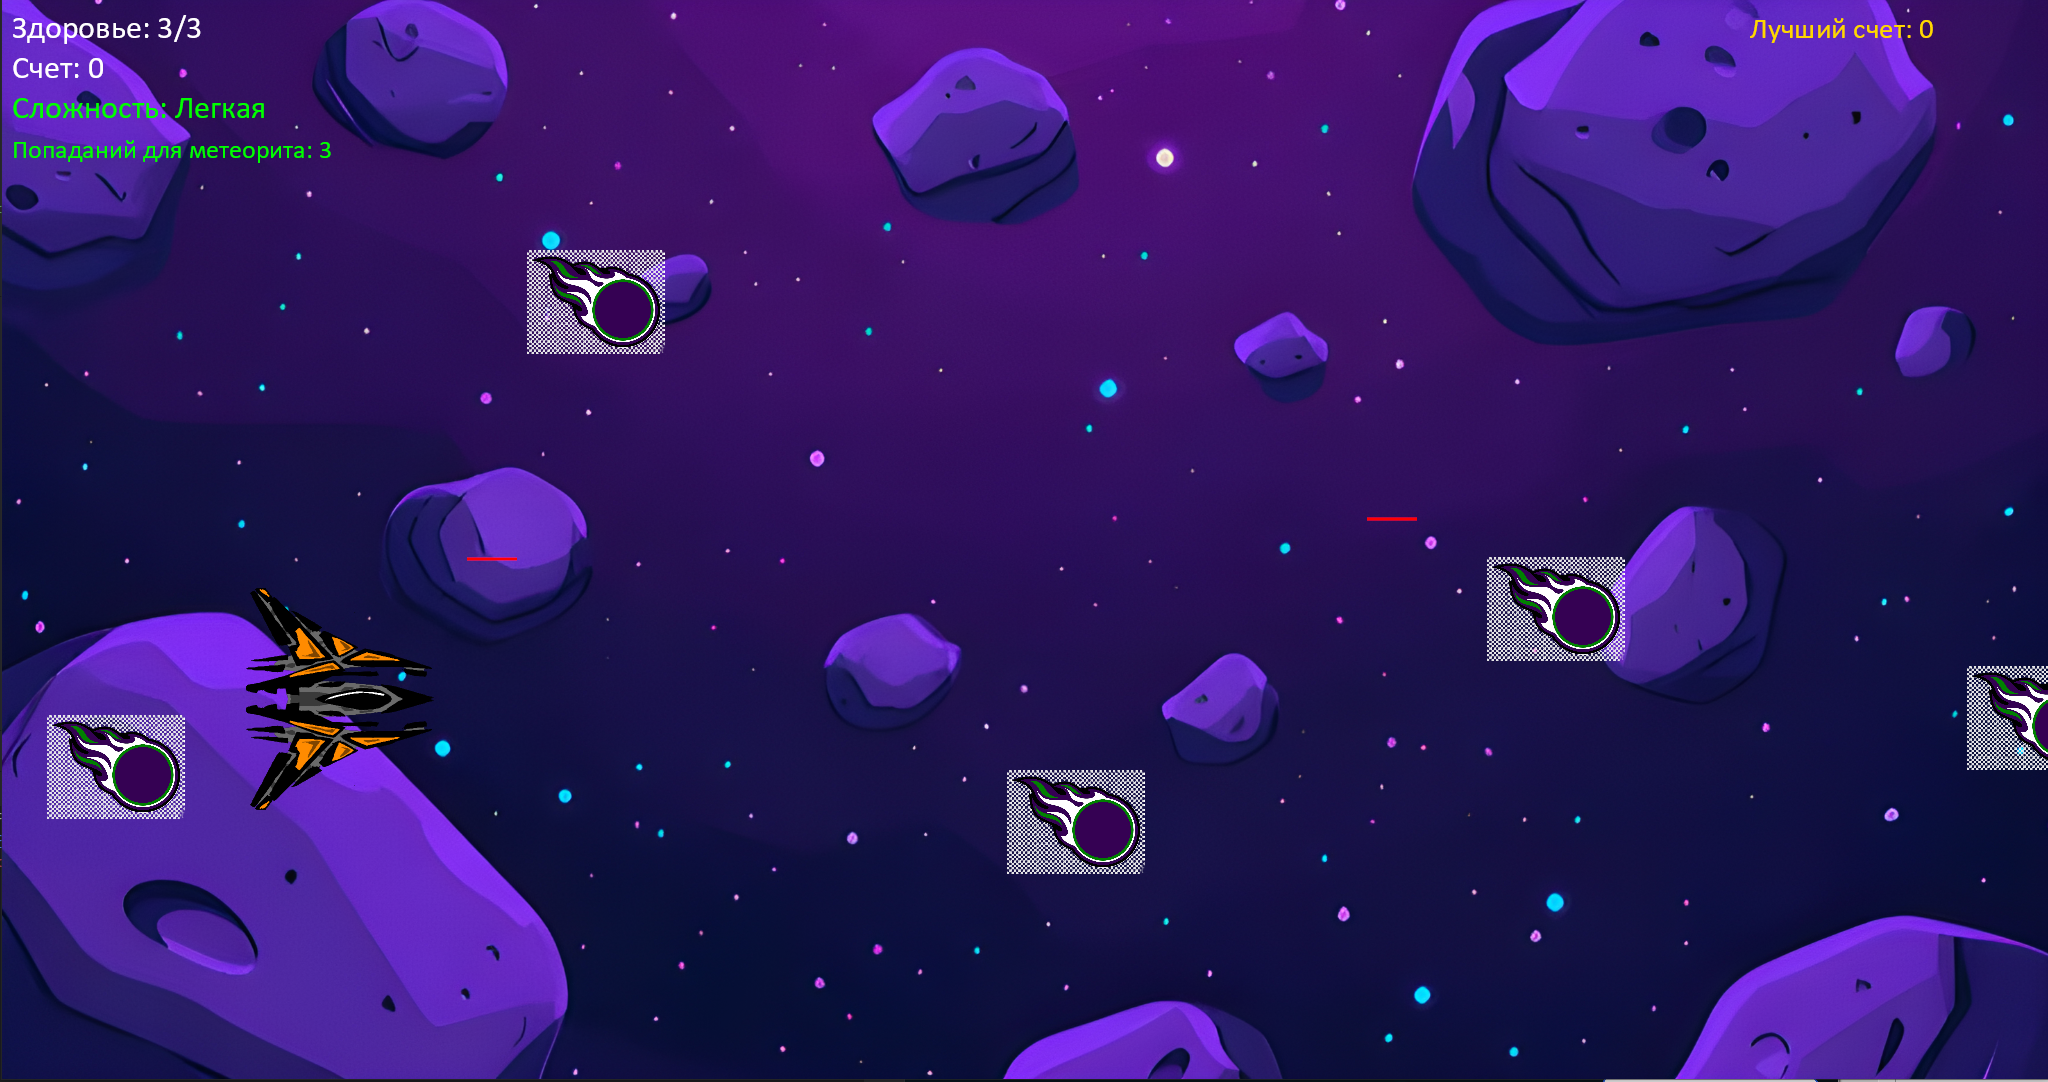 Здоровье: 3/3
Счет: 0
Сложность: Легкая
Попаданий для метеорита: 3
Лучший счет: 0